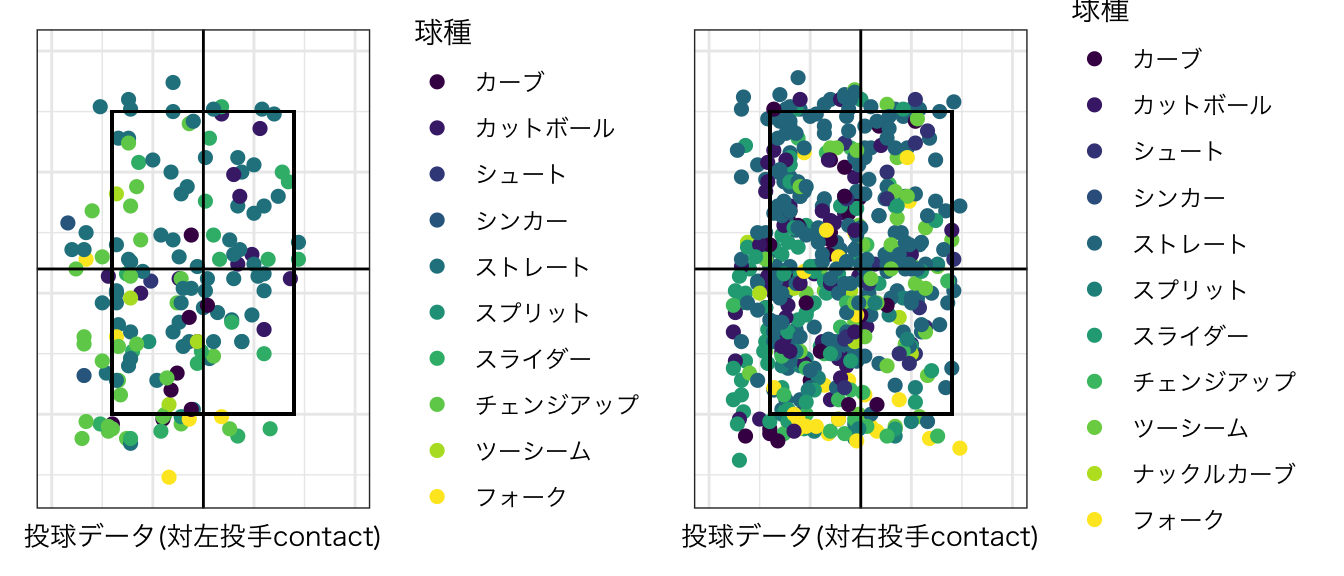 球種
カーブ
カットボール
シュート
シンカー
ストレート
スプリット
スライダー
チェンジアップ
ツーシーム
フォーク
投球データ(対左投手contact)
球種
カーブ
カットボール
シュート
シンカー
ストレート
スプリット
スライダー
チェンジアップ
ツーシーム
ナックルカーブ
フォーク
投球データ(対右投手contact)